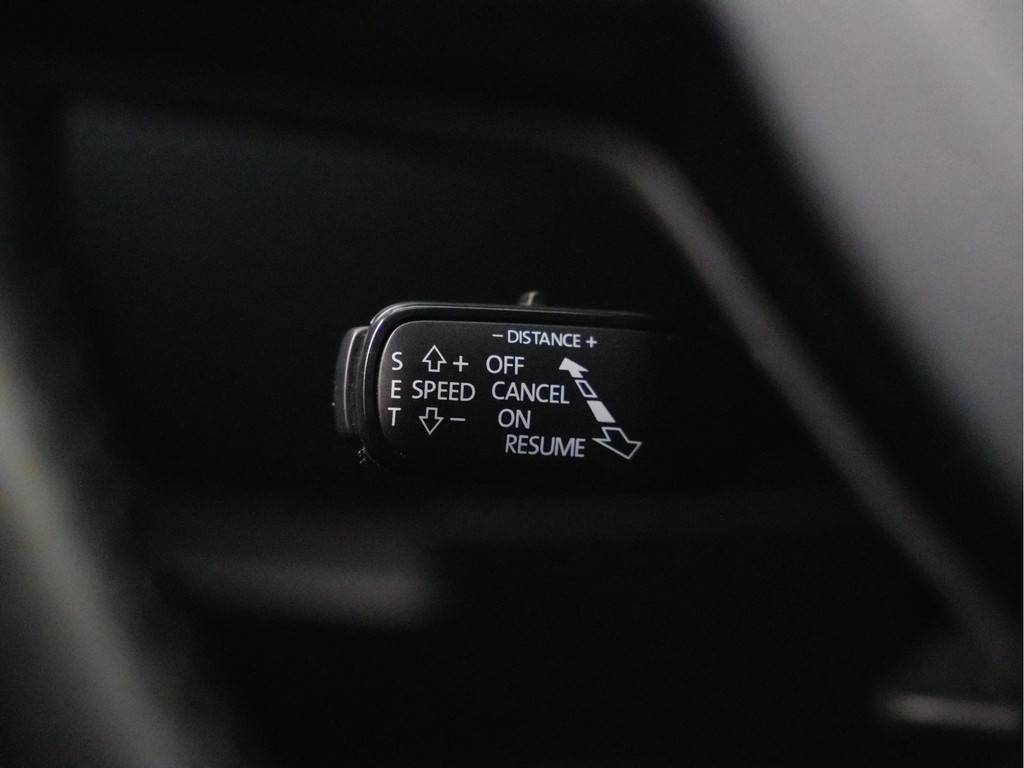 - DISTANCE +
S + OFF
E SPEED CANCEL
T - ON
RESUME